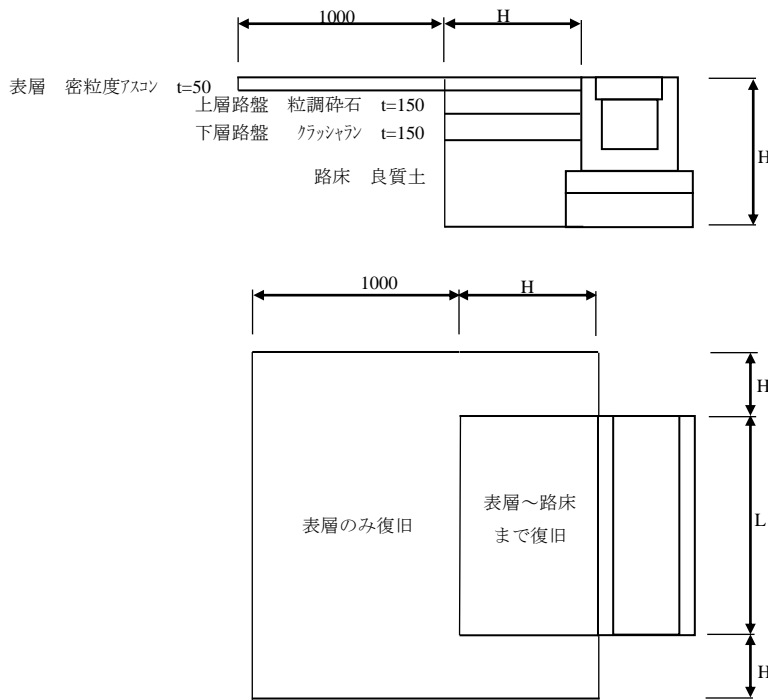 1000
H
表層　密粒度アスコン　t=50
上層路盤　粒調砕石　t=150
下層路盤　クラッシャラン　t=150
路床　良質土
H
1000
H
H
表層のみ復旧
表層～路床
まで復旧
L
H